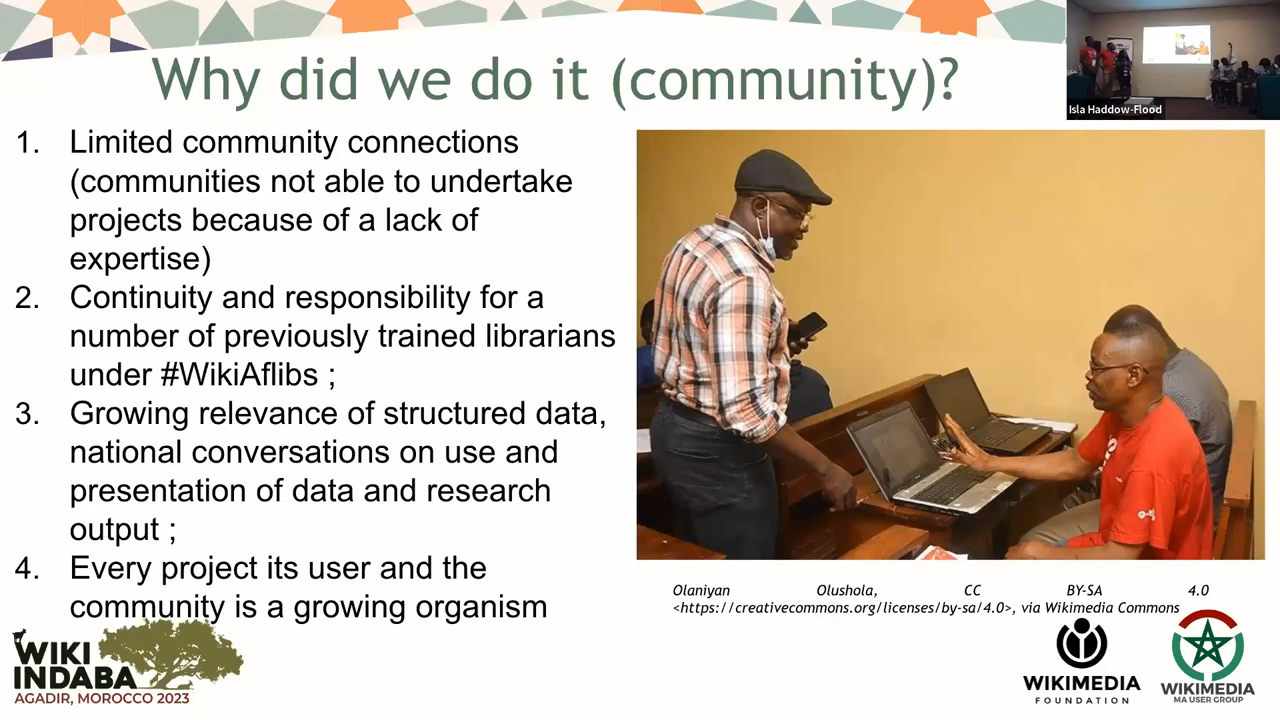 Why did we do it (community)?
Isla Haddow-Flood
1. Limited community connections
(communities not able to undertake
projects because of a lack of
expertise)
2. Continuity and responsibility for a
number of previously trained librarians
under #WikiAflibs ;
3. Growing relevance of structured data,
national conversations on use and
presentation of data and research
output ;
4. Every project its user and the
community is a growing organism
Olaniyan Olushola, CC BY-SA 4.0
<https://creativecommons.org/licenses/by-sa/4.0>, via Wikimedia Commons
WIKI
INDABA
AGADIR, MOROCCO 2023
WIKIMEDIA
FOUNDATION
WIKIMEDIA
MA USER GROUP